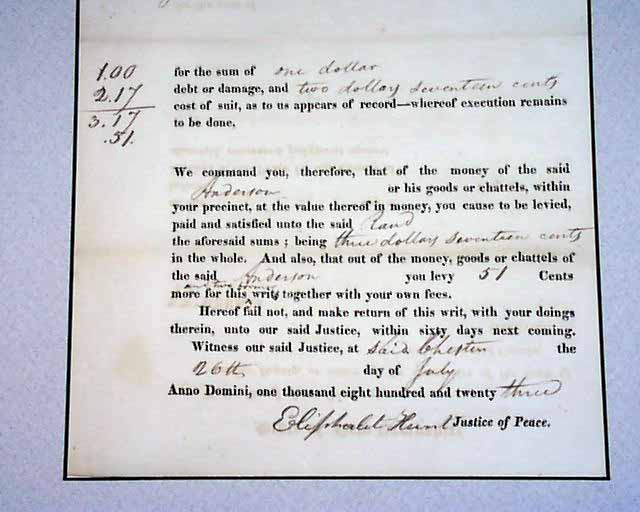 1.00
2.17
3.17
.51
for the sum of one dollar
debt or damage, and two dollars seventeen cents
cost of suit, as to us appears of record—whereof execution remains
to be done.
We command you, therefore, that of the money of the said
Anderson or his goods or chattels, within
your precinct, at the value thereof in money, you cause to be levied,
paid and satisfied unto the said Rand
the aforesaid sums; being three dollars seventeen cents
in the whole. And also, that out of the money, goods or chattels of
the said Anderson you levy 51 Cents
and two former
more for this writs together with your own fees.
Hereof fail not, and make return of this writ, with your doings
therein, unto our said Justice, within sixty days next coming.
Witness our said Justice, at said Chester the
26th day of July
Anno Domini, one thousand eight hundred and twenty three
Eliphalet Hunt Justice of Peace.